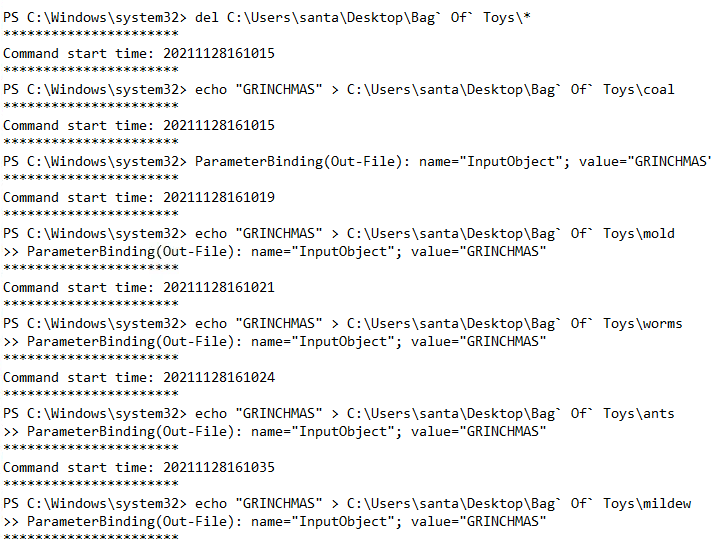 PS C:\Windows\system32> del C:\Users\santa\Desktop\Bag` Of` Toys\*
**********************
Command start time: 20211128161015
**********************
PS C:\Windows\system32> echo "GRINCHMAS" > C:\Users\santa\Desktop\Bag` Of` Toys\coal
**********************
Command start time: 20211128161015
**********************
PS C:\Windows\system32> ParameterBinding(Out-File): name="InputObject"; value="GRINCHMAS"
**********************
Command start time: 20211128161019
**********************
PS C:\Windows\system32> echo "GRINCHMAS" > C:\Users\santa\Desktop\Bag` Of` Toys\mold
>> ParameterBinding(Out-File): name="InputObject"; value="GRINCHMAS"
**********************
Command start time: 20211128161021
**********************
PS C:\Windows\system32> echo "GRINCHMAS" > C:\Users\santa\Desktop\Bag` Of` Toys\worms
>> ParameterBinding(Out-File): name="InputObject"; value="GRINCHMAS"
**********************
Command start time: 20211128161024
**********************
PS C:\Windows\system32> echo "GRINCHMAS" > C:\Users\santa\Desktop\Bag` Of` Toys\ants
>> ParameterBinding(Out-File): name="InputObject"; value="GRINCHMAS"
**********************
Command start time: 20211128161035
**********************
PS C:\Windows\system32> echo "GRINCHMAS" > C:\Users\santa\Desktop\Bag` Of` Toys\mildew
>> ParameterBinding(Out-File): name="InputObject"; value="GRINCHMAS"
**********************